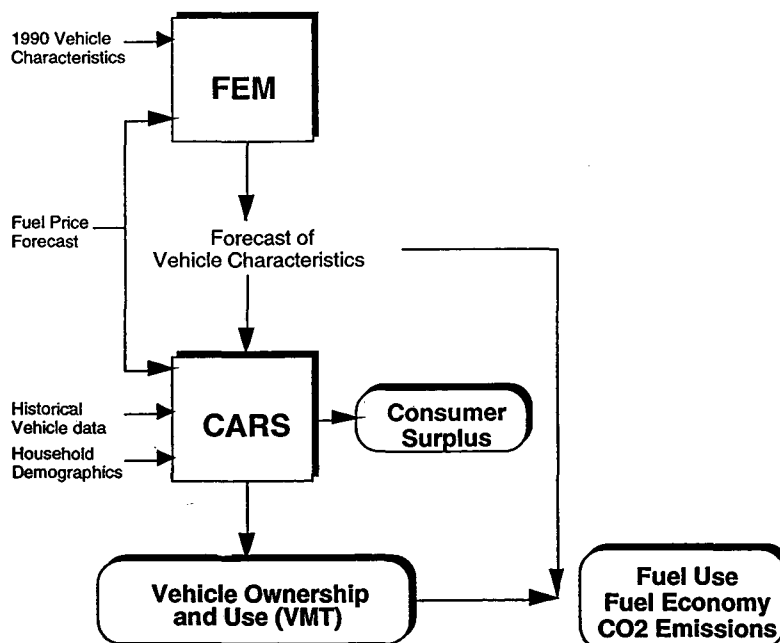 1990 Vehicle
Characteristics
FEM
Fuel Price
Forecast
Forecast of
Vehicle Characteristics
Historical
Vehicle data
Household
Demographics
CARS
Consumer
Surplus
Vehicle Ownership
and Use (VMT)
Fuel Use
Fuel Economy
CO2 Emissions